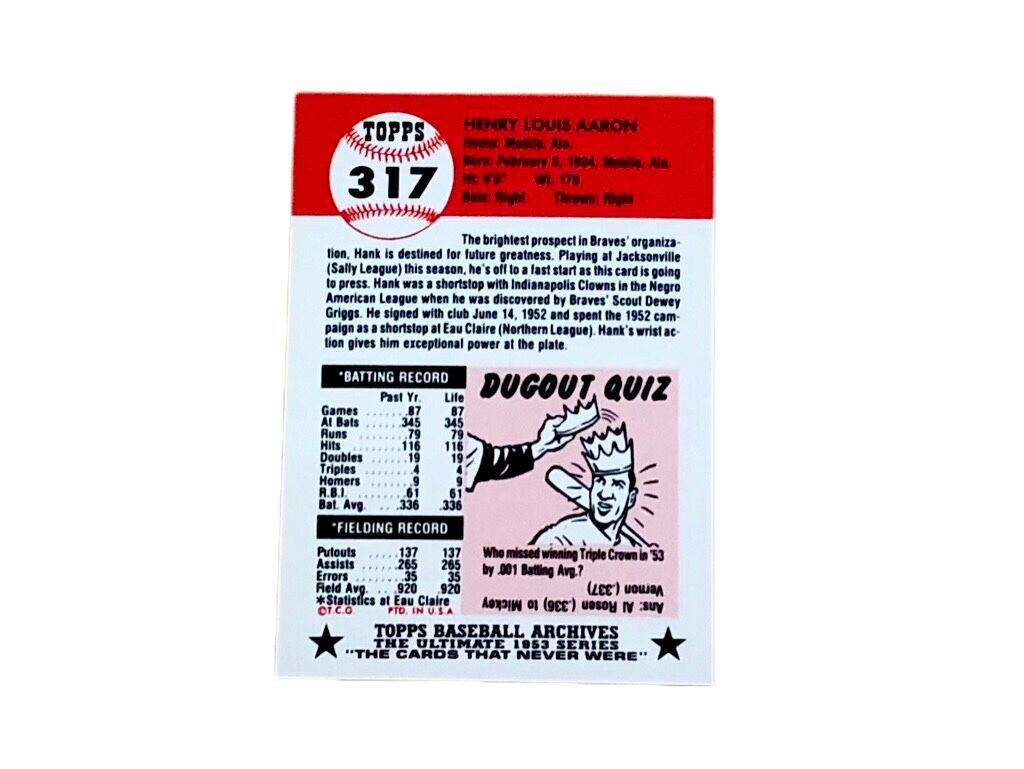 TOPPS
317
HENRY LOUIS AARON
Home: Mobile, Ala.
Born: February 5, 1934, Mobile, Ala.
Ht: 6'0" Wt. 178
Bats: Right Throws: Right
The brightest prospect in Braves' organiza-
tion, Hank is destined for future greatness. Playing at Jacksonville
(Sally League) this season, he's off to a fast start as this card is going
to press. Hank was a shortstop with Indianapolis Clowns in the Negro
American League when he was discovered by Braves' Scout Dewey
Griggs. He signed with club June 14, 1952 and spent the 1952 cam-
paign as a shortstop at Eau Claire (Northern League). Hank's wrist ac-
tion gives him exceptional power at the plate.
*BATTING RECORD
Past Yr. Life
Games ......87 87
At Bats .....345 345
Runs .......79 79
Hits .......116 116
Doubles .....19 19
Triples .......4 4
Homers ......9 9
R.B.I. .......61 61
Bat. Avg. ...336 .336
*FIELDING RECORD
Putouts .....137 137
Assists .....265 265
Errors ......35 35
Field Avg. ...920 .920
*Statistics at Eau Claire
©T.C.G. PTD. IN U.S.A.
DUGOUT QUIZ
Who missed winning Triple Crown in '53
by .001 Batting Avg.?
Ans: Al Rosen (.336) to Mickey
Vernon (.337)
TOPPS BASEBALL ARCHIVES
THE ULTIMATE 1953 SERIES
"THE CARDS THAT NEVER WERE"